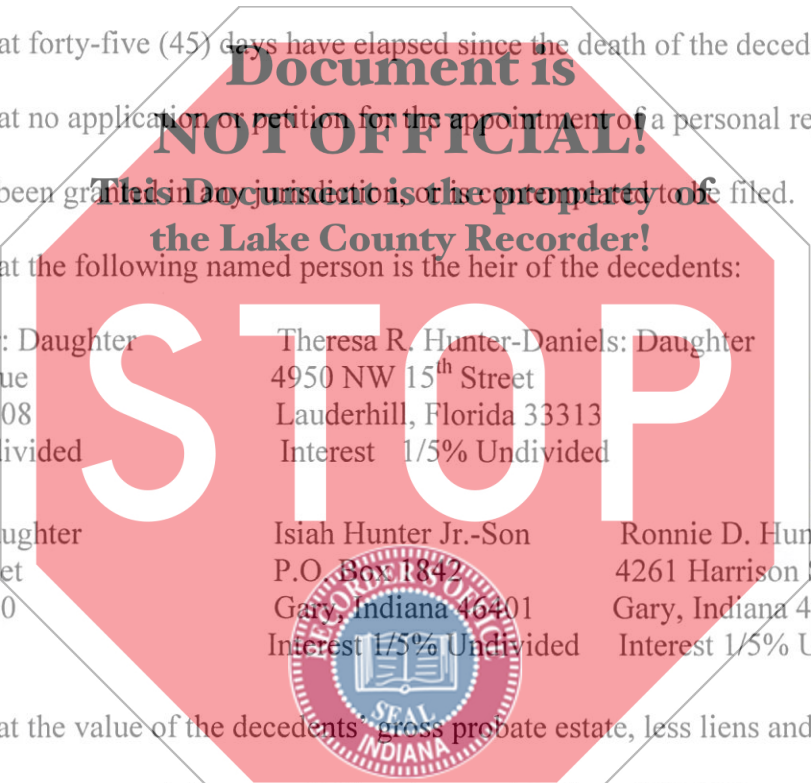 at forty-five (45) days have elapsed since the death of the deced
Document is
at no application or petition for the appointment of a personal re
NOT OFFICIAL!
been granted in any jurisdiction, or is contemplated to be filed.
This Document is the property of
the Lake County Recorder!
at the following named person is the heir of the decedents:
STOP
: Daughter Theresa R. Hunter-Daniels: Daughter
ue 4950 NW 15th Street
08 Lauderhill, Florida 33313
divided Interest 1/5% Undivided
ughter Isiah Hunter Jr.-Son Ronnie D. Hun
et P.O. Box 1842 4261 Harrison S
0 Gary, Indiana 46401 Gary, Indiana 4
Interest 1/5% Undivided Interest 1/5% U
SEAL
INDIANA
at the value of the decedents' gross probate estate, less liens and